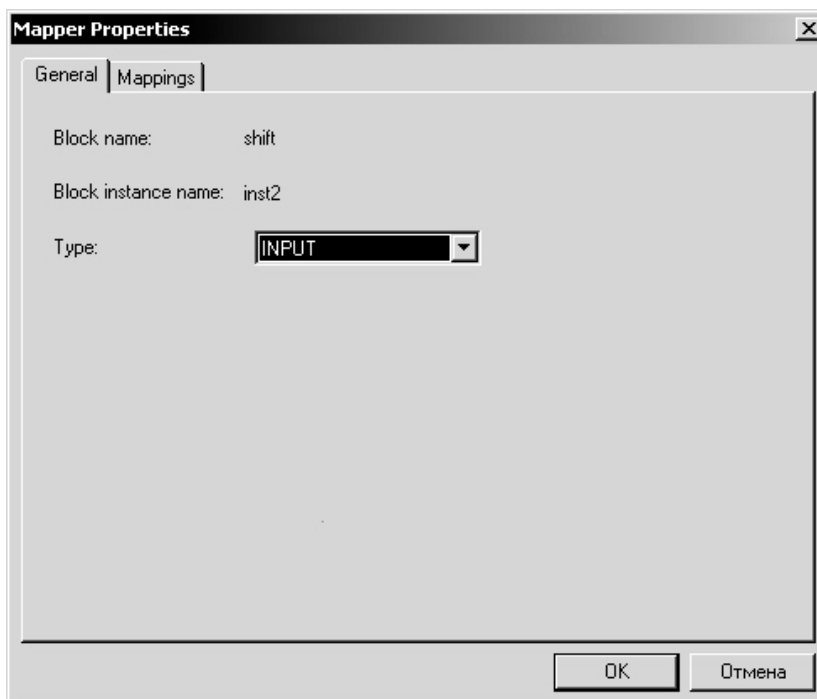 Mapper Properties
General Mappings
Block name: shift
Block instance name: inst2
Type: INPUT
OK Отмена